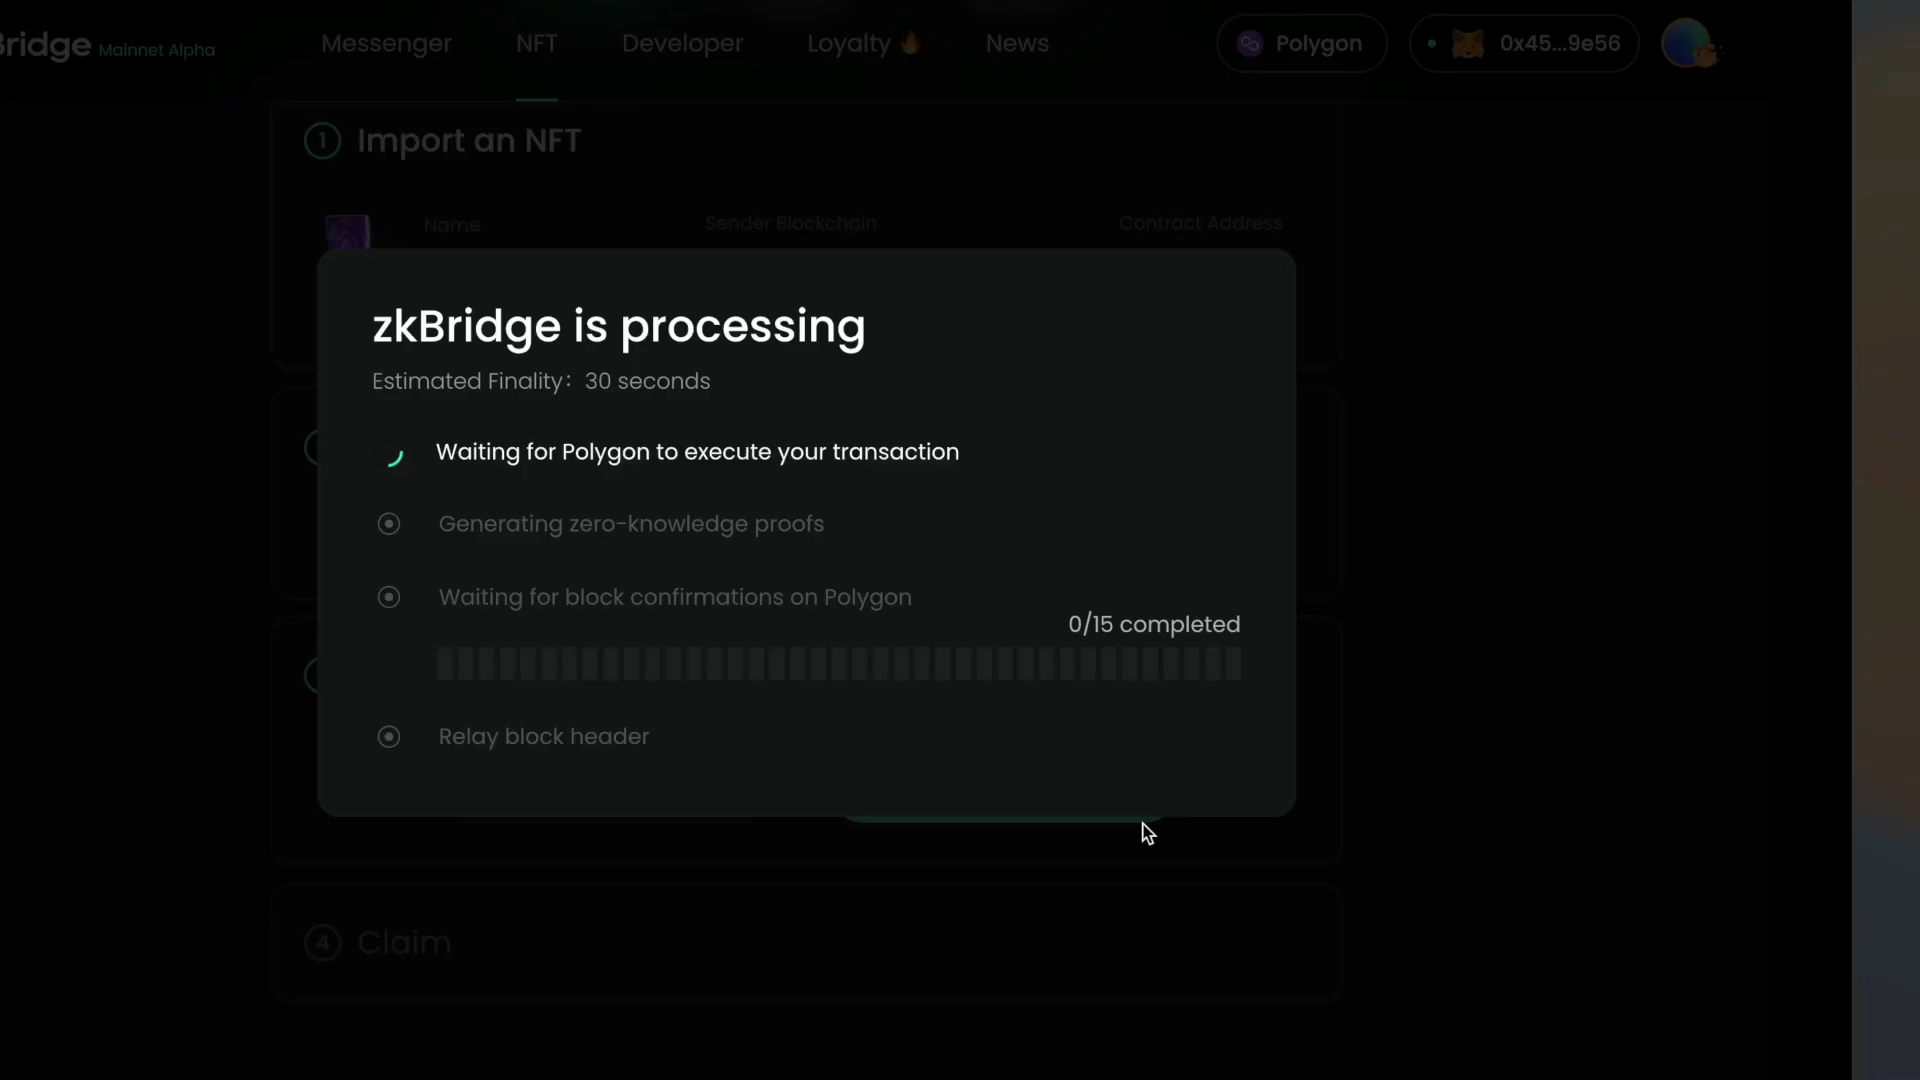 Bridge Mainnet Alpha
Messenger
NFT
Developer
Loyalty
News
Polygon
0x45...9e56
1 Import an NFT
Name
Sender Blockchain
Contract Address
zkBridge is processing
Estimated Finality: 30 seconds
Waiting for Polygon to execute your transaction
Generating zero-knowledge proofs
Waiting for block confirmations on Polygon
0/15 completed
Relay block header
4 Claim